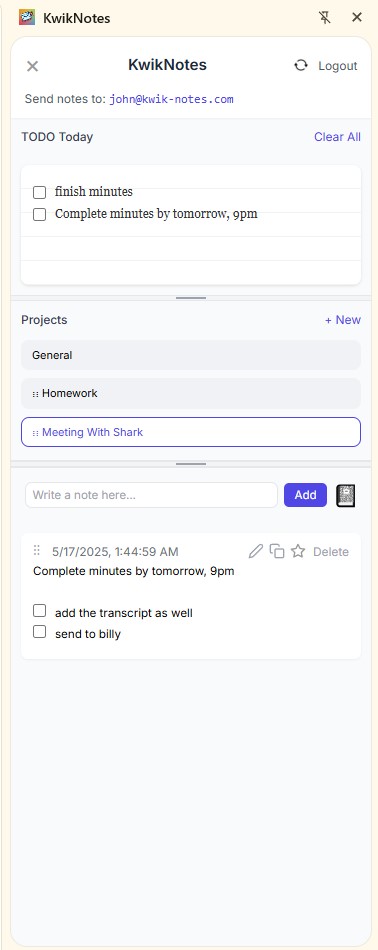 KwikNotes
KwikNotes
Logout
Send notes to: john@kwik-notes.com
TODO Today
Clear All
finish minutes
Complete minutes by tomorrow, 9pm
Projects
+ New
General
Homework
Meeting With Shark
Write a note here...
Add
5/17/2025, 1:44:59 AM
Delete
Complete minutes by tomorrow, 9pm
add the transcript as well
send to billy